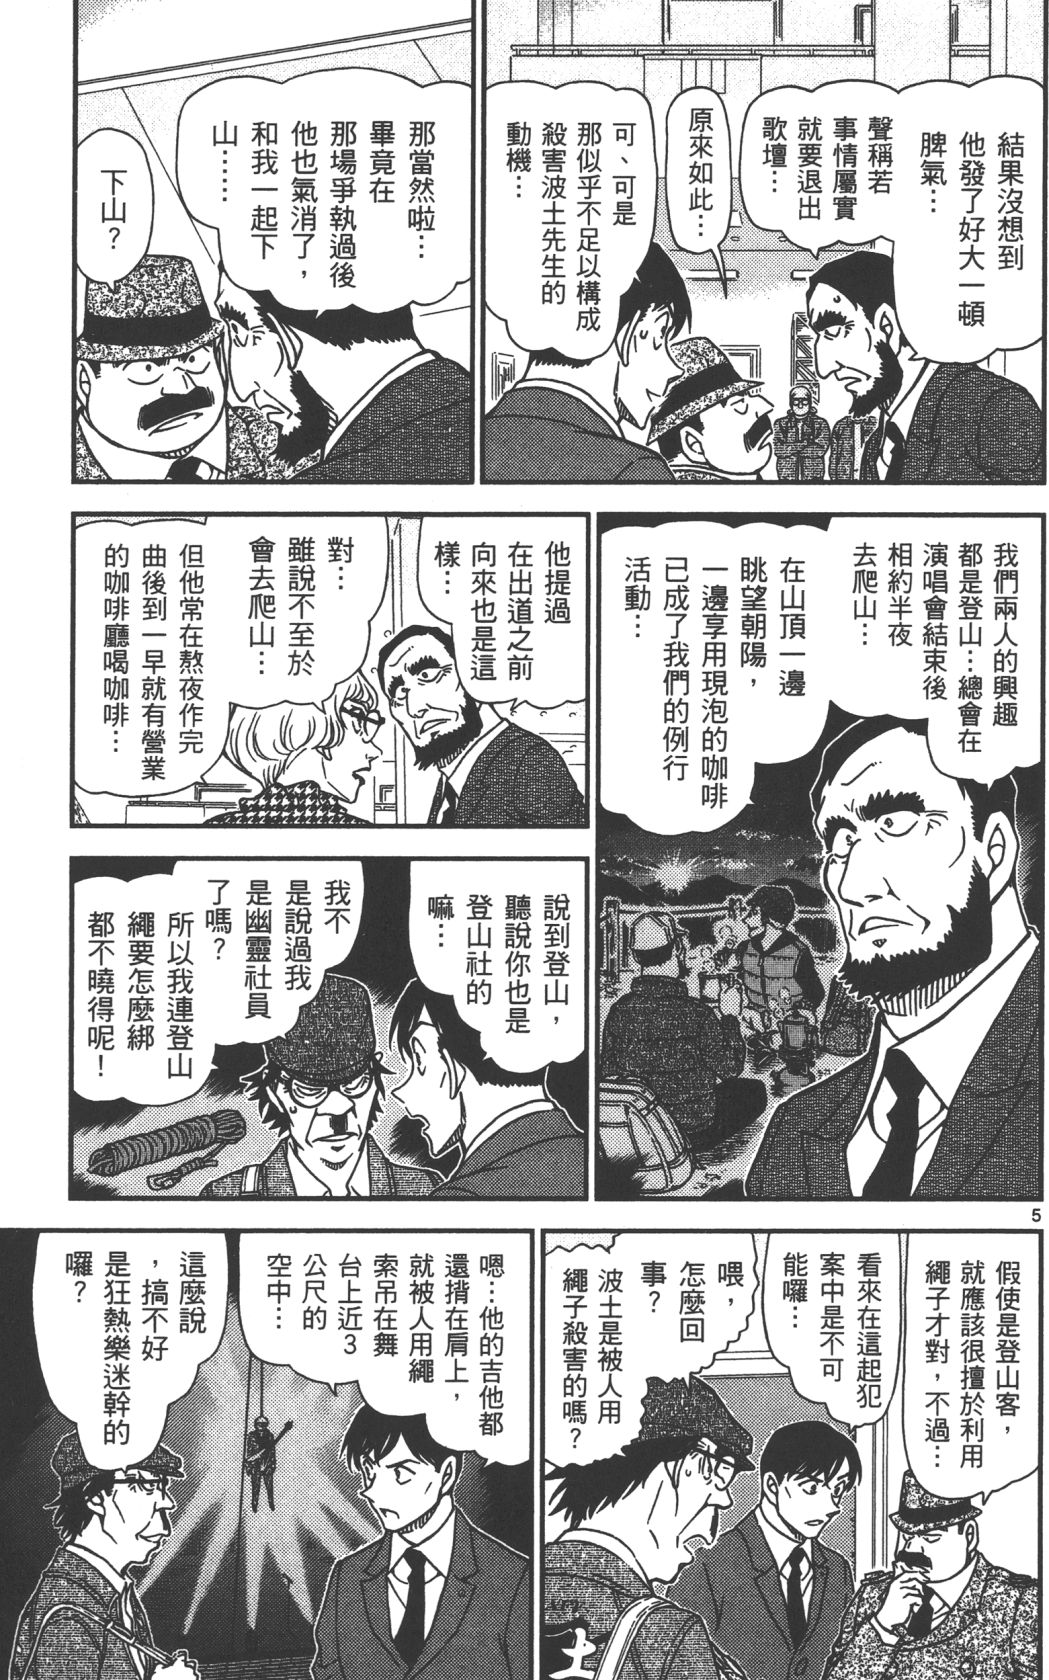 結果沒想到
他發了好大一頓
脾氣…
聲稱若
事情屬實
就要退出
歌壇…
原來如此…
可、可是
那似乎不足以構成
殺害波土先生的
動機…
那當然啦…
畢竟在
那場爭執過後
他也氣消了，
和我一起下
山……
下山？
我們兩人的興趣
都是登山…總會在
演唱會結束後
相約半夜
去爬山…
在山頂一邊
眺望朝陽，
一邊享用現泡的咖啡
已成了我們的例行
活動…
他提過
在出道之前
向來也是這
樣…
對…
雖說不至於
會去爬山…
但他常在熬夜作完
曲後到一早就有營業
的咖啡廳喝咖啡…
說到登山，
聽說你也是
登山社的
嘛…
我不
是說過我
是幽靈社員
了嗎？
所以我連登山
繩要怎麼綁
都不曉得呢！
5
假使是登山客，
就應該很擅於利用
繩子才對，不過…
看來在這起犯
案中是不可
能囉…
喂，
怎麼回
事？
波土是被人用
繩子殺害的嗎？
嗯…他的吉他都
還揹在肩上，
就被人用繩
索吊在舞
台上近3
公尺的
空中…
這麼說
，搞不好
是狂熱樂迷幹的
囉？
土